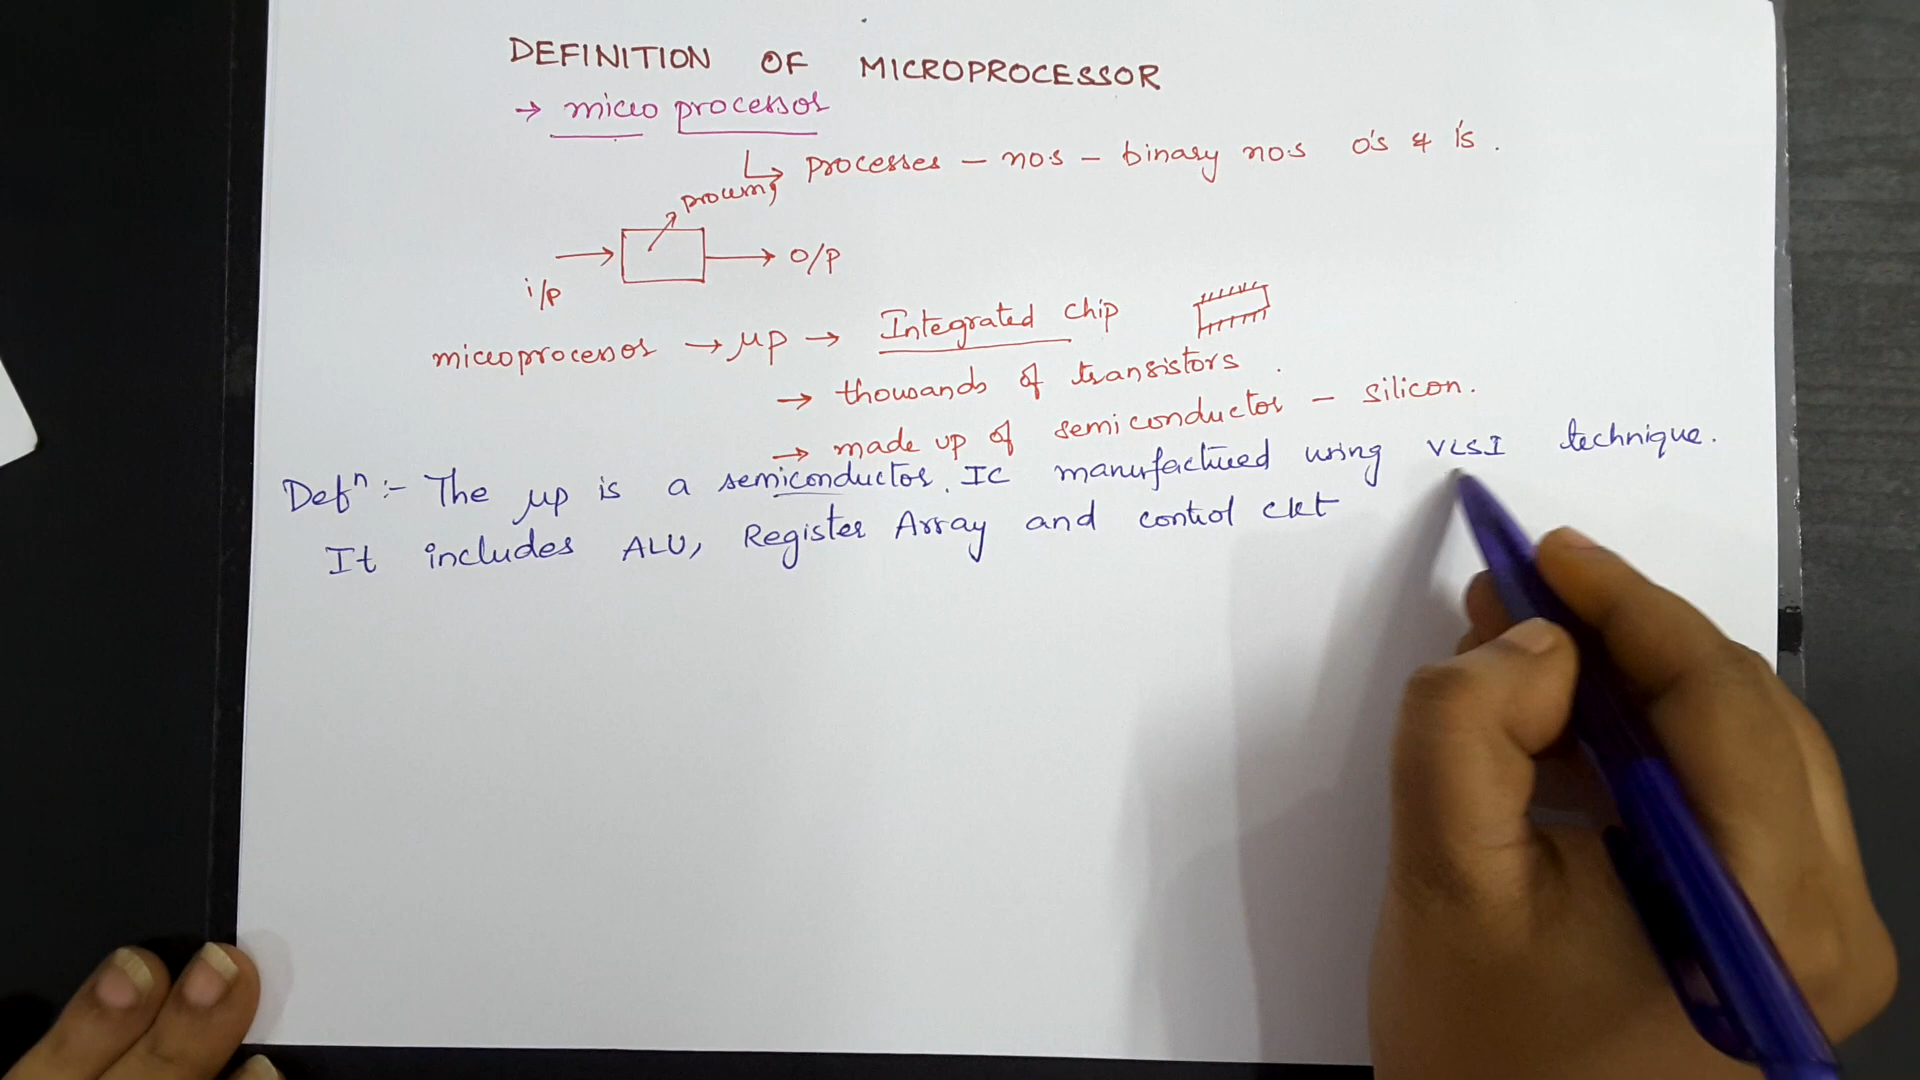 DEFINITION OF MICROPROCESSOR
→ micro processor
↳ processes – nos – binary nos 0's & 1's .
i/p → → o/p
microprocessor → μp → Integrated chip
→ thousands of transistors .
→ made up of semiconductor – silicon.
Defⁿ :- The μp is a semiconductor . IC manufactured using VLSI technique.
It includes ALU, Register Array and control ckt